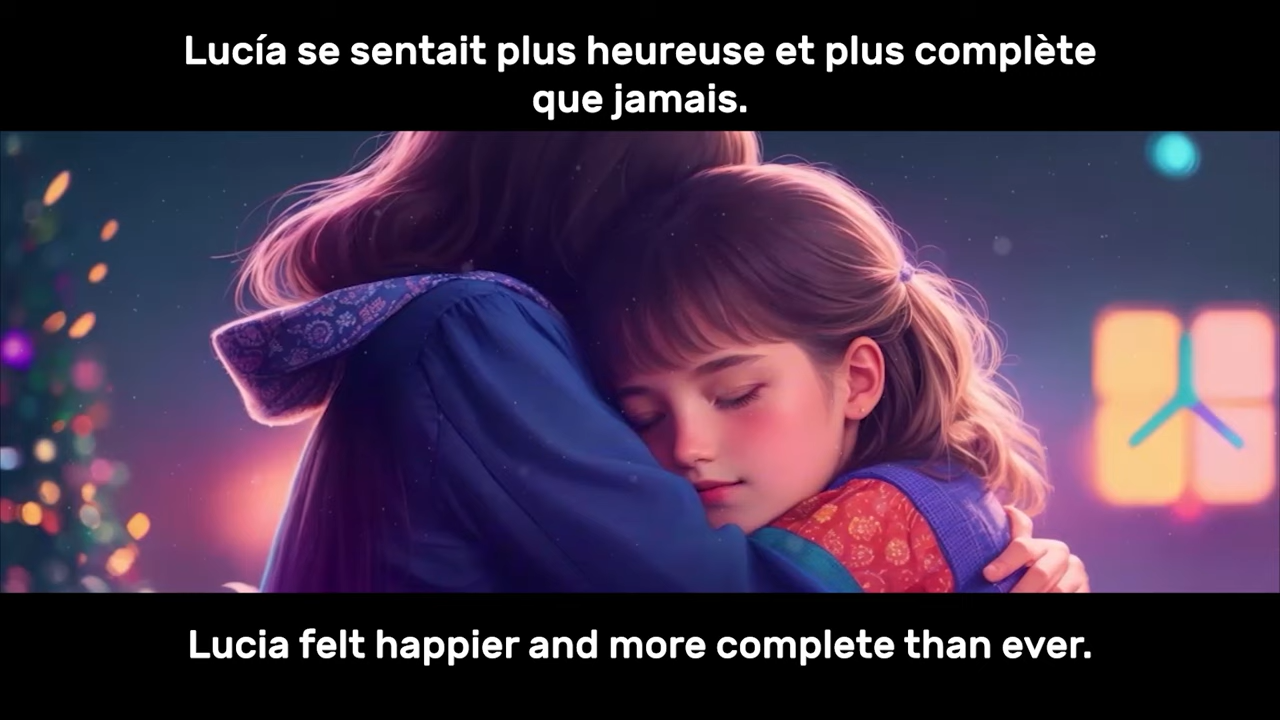 Lucía se sentait plus heureuse et plus complète
que jamais.
Lucia felt happier and more complete than ever.